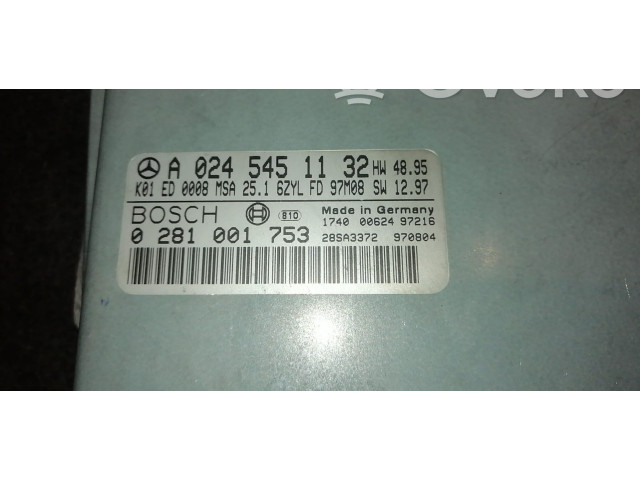 A 024 545 11 32 HW 48.95
K01 ED 0008 MSA 25.1 6ZYL FD 97M08 SW 12.97
BOSCH 810 Made in Germany
1740 00624 97216
0 281 001 753 28SA3372 970804